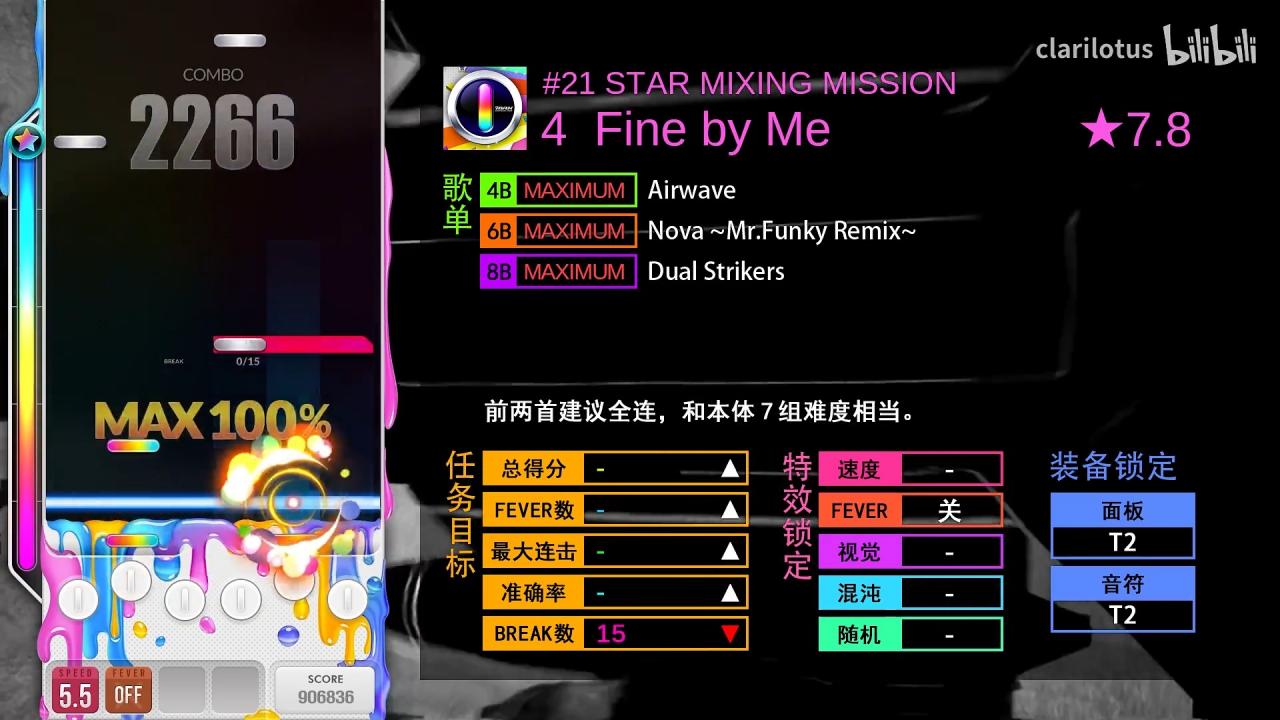 COMBO
2266
BREAK 0/15
MAX 100%
SPEED
5.5
FEVER
OFF
SCORE
906836
clarilotus bilibili
#21 STAR MIXING MISSION
4 Fine by Me
★7.8
歌单
4B MAXIMUM Airwave
6B MAXIMUM Nova ~Mr.Funky Remix~
8B MAXIMUM Dual Strikers
前两首建议全连，和本体７组难度相当。
任务目标
总得分 - ▲
FEVER数 - ▲
最大连击 - ▲
准确率 - ▲
BREAK数 15 ▼
特效锁定
速度 -
FEVER 关
视觉 -
混沌 -
随机 -
装备锁定
面板
T2
音符
T2